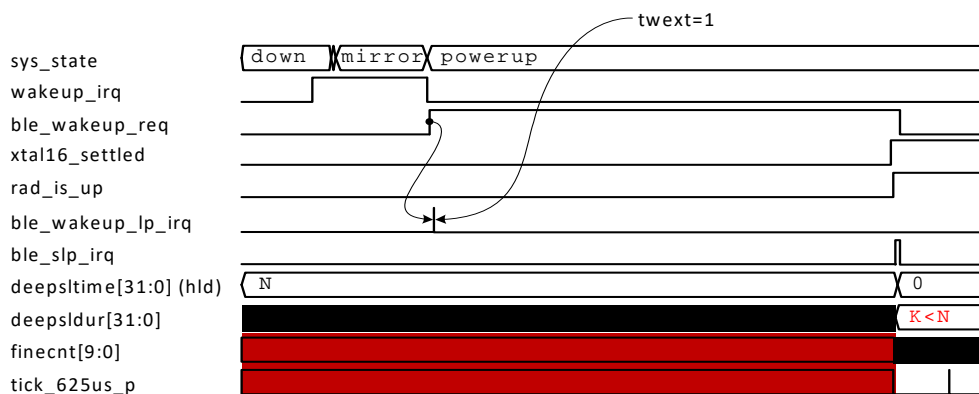 twext=1
sys_state down mirror powerup
wakeup_irq
ble_wakeup_req
xtal16_settled
rad_is_up
ble_wakeup_lp_irq
ble_slp_irq
deepsltime[31:0] (hld) N 0
deepsldur[31:0] K<N
finecnt[9:0]
tick_625us_p